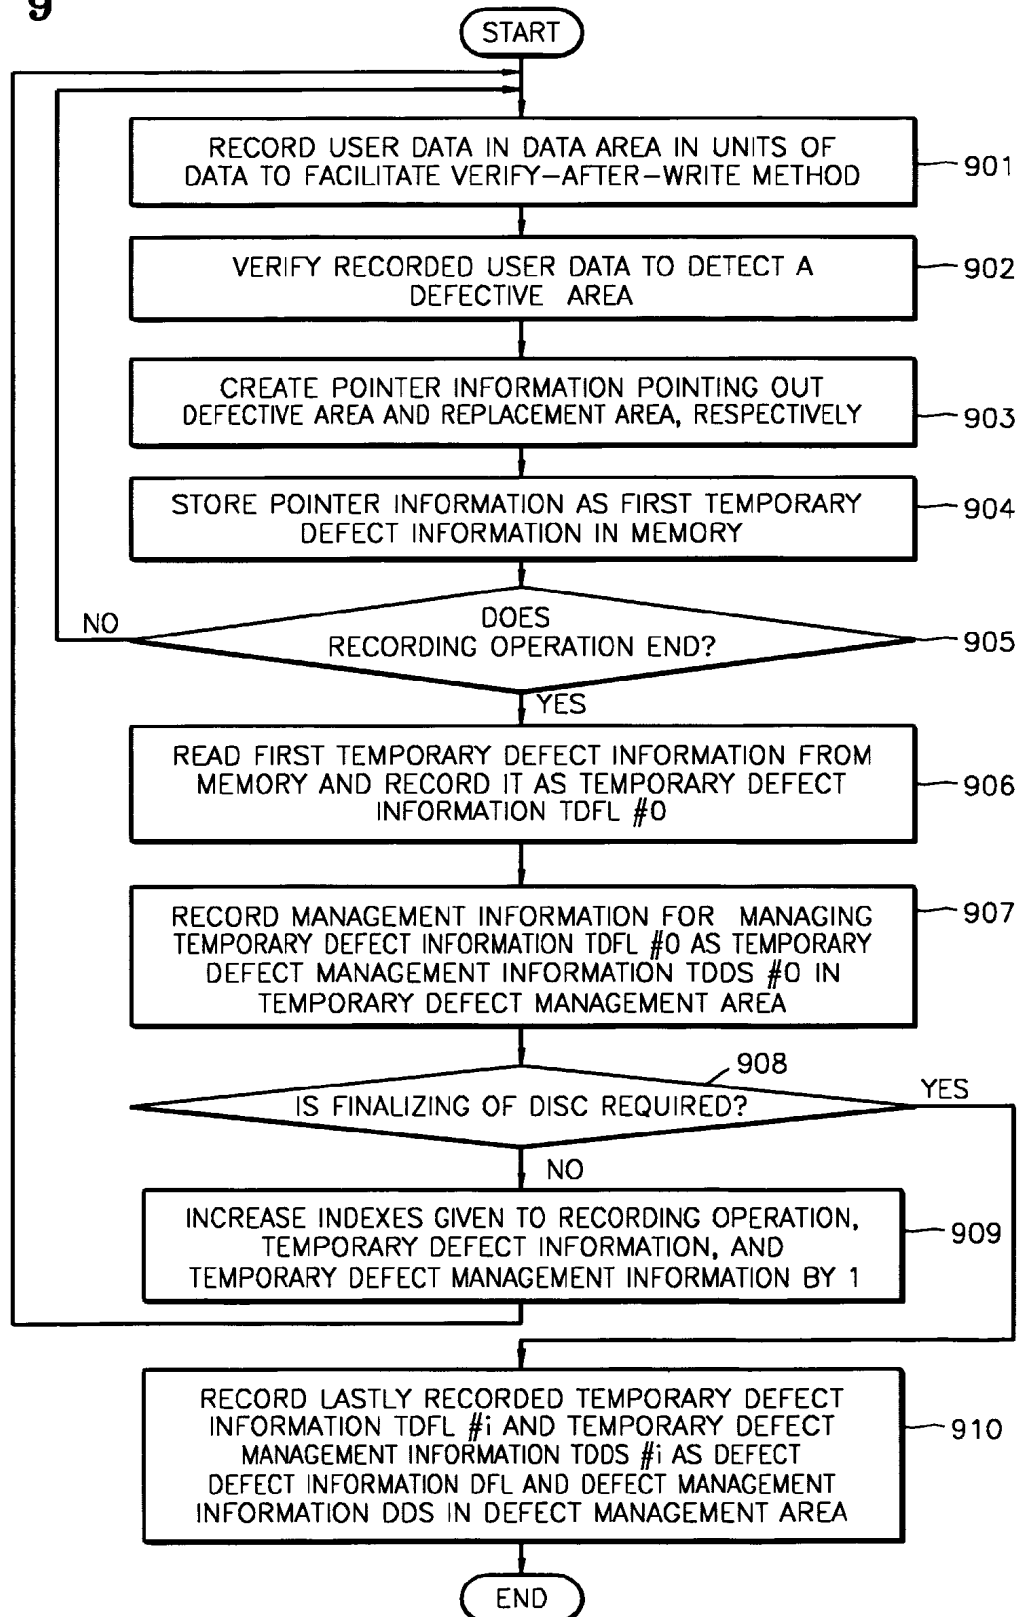 9
START
RECORD USER DATA IN DATA AREA IN UNITS OF
DATA TO FACILITATE VERIFY-AFTER-WRITE METHOD
901
VERIFY RECORDED USER DATA TO DETECT A
DEFECTIVE AREA
902
CREATE POINTER INFORMATION POINTING OUT
DEFECTIVE AREA AND REPLACEMENT AREA, RESPECTIVELY
903
STORE POINTER INFORMATION AS FIRST TEMPORARY
DEFECT INFORMATION IN MEMORY
904
NO
DOES
RECORDING OPERATION END?
905
YES
READ FIRST TEMPORARY DEFECT INFORMATION FROM
MEMORY AND RECORD IT AS TEMPORARY DEFECT
INFORMATION TDFL #0
906
RECORD MANAGEMENT INFORMATION FOR MANAGING
TEMPORARY DEFECT INFORMATION TDFL #0 AS TEMPORARY
DEFECT MANAGEMENT INFORMATION TDDS #0 IN
TEMPORARY DEFECT MANAGEMENT AREA
907
908
IS FINALIZING OF DISC REQUIRED?
YES
NO
INCREASE INDEXES GIVEN TO RECORDING OPERATION,
TEMPORARY DEFECT INFORMATION, AND
TEMPORARY DEFECT MANAGEMENT INFORMATION BY 1
909
RECORD LASTLY RECORDED TEMPORARY DEFECT
INFORMATION TDFL #i AND TEMPORARY DEFECT
MANAGEMENT INFORMATION TDDS #i AS DEFECT
DEFECT INFORMATION DFL AND DEFECT MANAGEMENT
INFORMATION DDS IN DEFECT MANAGEMENT AREA
910
END